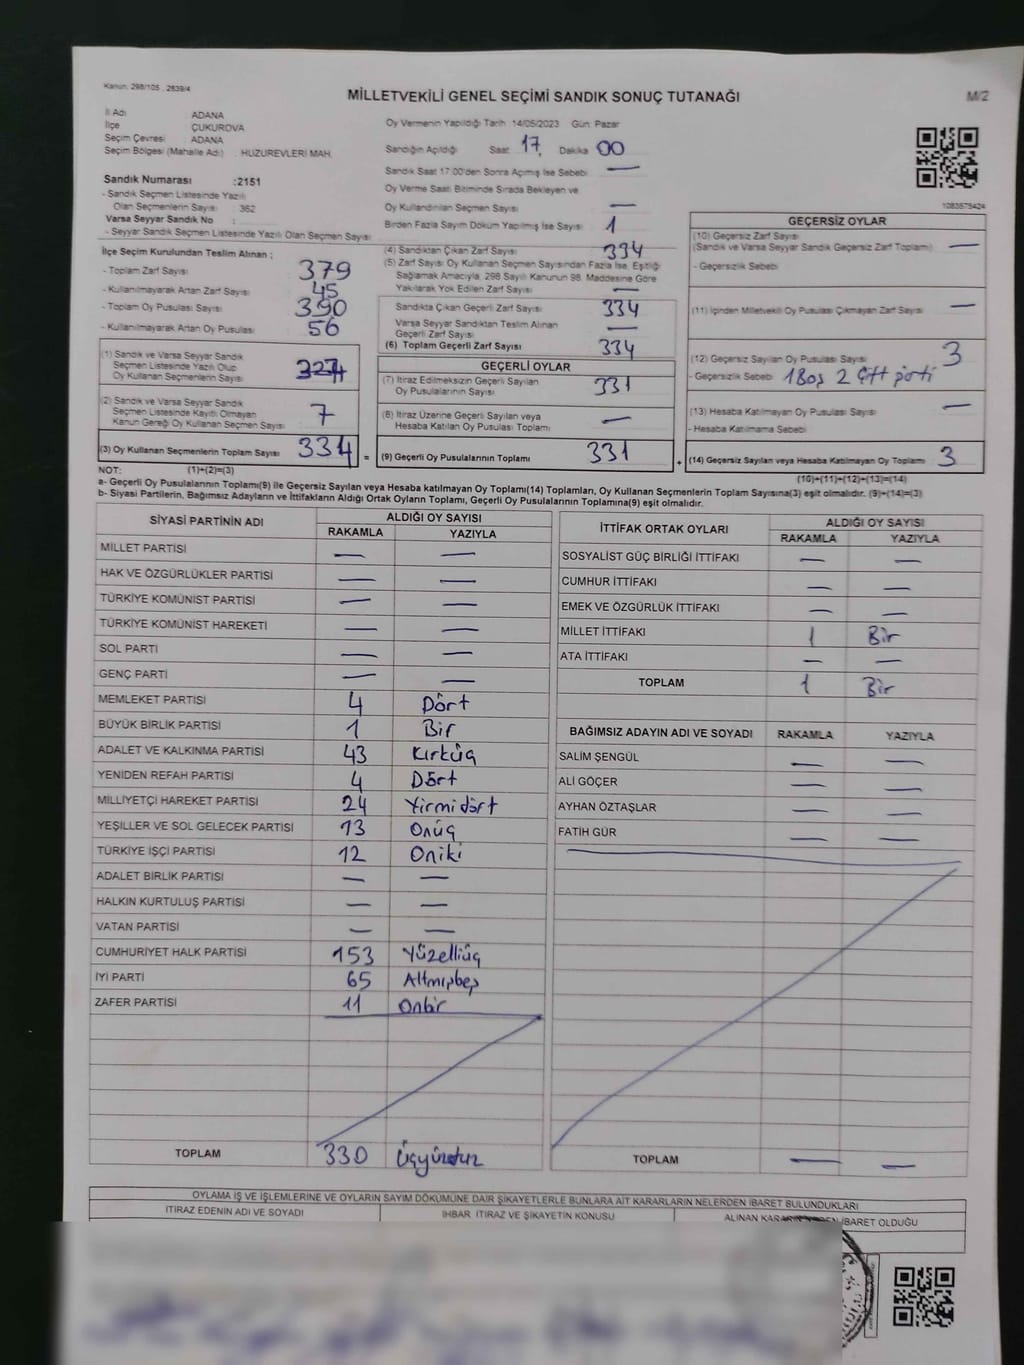 Kanun: 298/105 , 2839/4
MİLLETVEKİLİ GENEL SEÇİMİ SANDIK SONUÇ TUTANAĞI
M/2
İl Adı : ADANA
İlçe : ÇUKUROVA
Seçim Çevresi : ADANA
Seçim Bölgesi (Mahalle Adı) : HUZUREVLERİ MAH.
Sandık Numarası :2151
- Sandık Seçmen Listesinde Yazılı
Olan Seçmenlerin Sayısı : 362
Varsa Seyyar Sandık No :
- Seyyar Sandık Seçmen Listesinde Yazılı Olan Seçmen Sayısı
Oy Vermenin Yapıldığı Tarih 14/05/2023 Gün: Pazar
Sandığın Açıldığı Saat 17 Dakika 00
Sandık Saat 17:00'den Sonra Açımış İse Sebebi —
Oy Verme Saati Bitiminde Sırada Bekleyen ve
Oy Kullandırılan Seçmen Sayısı —
Birden Fazla Sayım Döküm Yapılmış İse Sayısı 1
1083575424
İlçe Seçim Kurulundan Teslim Alınan ;
- Toplam Zarf Sayısı 379
- Kullanılmayarak Artan Zarf Sayısı 45
- Toplam Oy Pusulası Sayısı 390
- Kullanılmayarak Artan Oy Pusulası 56
(1) Sandık ve Varsa Seyyar Sandık
Seçmen Listesinde Yazılı Olup
Oy Kullanan Seçmenlerin Sayısı 327
(2) Sandık ve Varsa Seyyar Sandık
Seçmen Listesinde Kayıtlı Olmayan
Kanun Gereği Oy Kullanan Seçmen Sayısı 7
(3) Oy Kullanan Seçmenlerin Toplam Sayısı 334 =
(4) Sandıktan Çıkan Zarf Sayısı 334
(5) Zarf Sayısı Oy Kullanan Seçmen Sayısından Fazla İse, Eşitliği
Sağlamak Amacıyla, 298 Sayılı Kanunun 98. Maddesine Göre
Yakılarak Yok Edilen Zarf Sayısı —
Sandıkta Çıkan Geçerli Zarf Sayısı 334
Varsa Seyyar Sandıktan Teslim Alınan
Geçerli Zarf Sayısı —
(6) Toplam Geçerli Zarf Sayısı 334
GEÇERLİ OYLAR
(7) İtiraz Edilmeksizin Geçerli Sayılan
Oy Pusulalarının Sayısı 331
(8) İtiraz Üzerine Geçerli Sayılan veya
Hesaba Katılan Oy Pusulası Toplamı —
(9) Geçerli Oy Pusulalarının Toplamı 331 +
GEÇERSİZ OYLAR
(10) Geçersiz Zarf Sayısı
(Sandık ve Varsa Seyyar Sandık Geçersiz Zarf Toplamı) —
- Geçersizlik Sebebi
(11) İçinden Milletvekili Oy Pusulası Çıkmayan Zarf Sayısı —
(12) Geçersiz Sayılan Oy Pusulası Sayısı 3
- Geçersizlik Sebebi 1 Boş 2 Çift parti
(13) Hesaba Katılmayan Oy Pusulası Sayısı —
- Hesaba Katılmama Sebebi
(14) Geçersiz Sayılan veya Hesaba Katılmayan Oy Toplamı 3
NOT: (1)+(2)=(3)
(10)+(11)+(12)+(13)=(14)
a- Geçerli Oy Pusulalarının Toplamı(9) ile Geçersiz Sayılan veya Hesaba katılmayan Oy Toplamı(14) Toplamları, Oy Kullanan Seçmenlerin Toplam Sayısına(3) eşit olmalıdır. (9)+(14)=(3)
b- Siyasi Partilerin, Bağımsız Adayların ve İttifakların Aldığı Ortak Oyların Toplamı, Geçerli Oy Pusulalarının Toplamına(9) eşit olmalıdır.
SİYASİ PARTİNİN ADI ALDIĞI OY SAYISI
RAKAMLA YAZIYLA
MİLLET PARTİSİ — —
HAK VE ÖZGÜRLÜKLER PARTİSİ — —
TÜRKİYE KOMÜNİST PARTİSİ — —
TÜRKİYE KOMÜNİST HAREKETİ — —
SOL PARTİ — —
GENÇ PARTİ — —
MEMLEKET PARTİSİ 4 Dört
BÜYÜK BİRLİK PARTİSİ 1 Bir
ADALET VE KALKINMA PARTİSİ 43 Kırküç
YENİDEN REFAH PARTİSİ 4 Dört
MİLLİYETÇİ HAREKET PARTİSİ 24 Yirmidört
YEŞİLLER VE SOL GELECEK PARTİSİ 13 Onüç
TÜRKİYE İŞÇİ PARTİSİ 12 Oniki
ADALET BİRLİK PARTİSİ — —
HALKIN KURTULUŞ PARTİSİ — —
VATAN PARTİSİ — —
CUMHURİYET HALK PARTİSİ 153 Yüzelliüç
İYİ PARTİ 65 Altmışbeş
ZAFER PARTİSİ 11 Onbir
TOPLAM 330 Üçyüzotuz
İTTİFAK ORTAK OYLARI ALDIĞI OY SAYISI
RAKAMLA YAZIYLA
SOSYALİST GÜÇ BİRLİĞİ İTTİFAKI — —
CUMHUR İTTİFAKI — —
EMEK VE ÖZGÜRLÜK İTTİFAKI — —
MİLLET İTTİFAKI 1 Bir
ATA İTTİFAKI — —
TOPLAM 1 Bir
BAĞIMSIZ ADAYIN ADI VE SOYADI RAKAMLA YAZIYLA
SALİM ŞENGÜL — —
ALİ GÖÇER — —
AYHAN ÖZTAŞLAR — —
FATİH GÜR — —
TOPLAM — —
OYLAMA İŞ VE İŞLEMLERİNE VE OYLARIN SAYIM DÖKÜMÜNE DAİR ŞİKAYETLERLE BUNLARA AİT KARARLARIN NELERDEN İBARET BULUNDUKLARI
İTİRAZ EDENİN ADI VE SOYADI İHBAR, İTİRAZ VE ŞİKAYETİN KONUSU ALINAN İBARET OLDUĞU